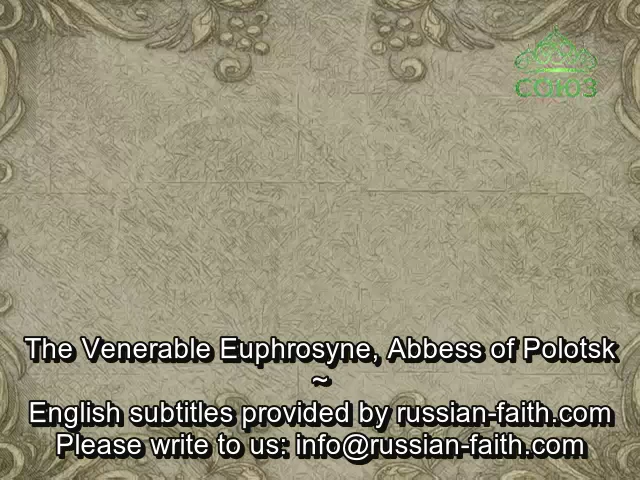 СОЮЗ
The Venerable Euphrosyne, Abbess of Polotsk
~
English subtitles provided by russian-faith.com
Please write to us: info@russian-faith.com